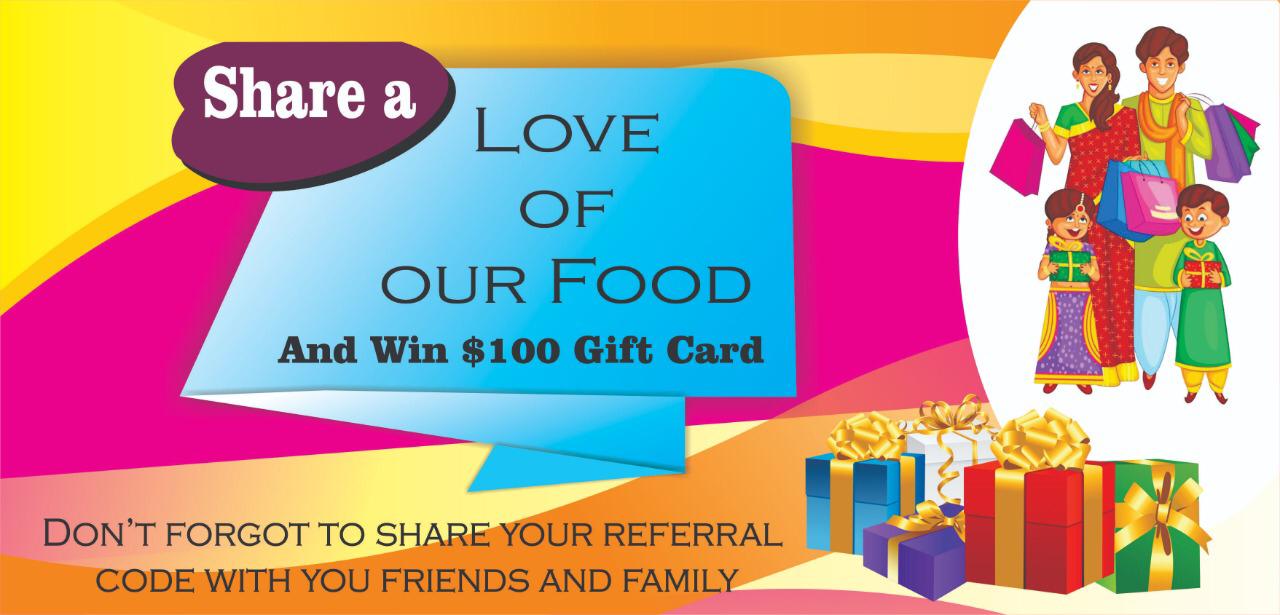 Share a
LOVE
OF
OUR FOOD
And Win $100 Gift Card
DON'T FORGOT TO SHARE YOUR REFERRAL
CODE WITH YOU FRIENDS AND FAMILY